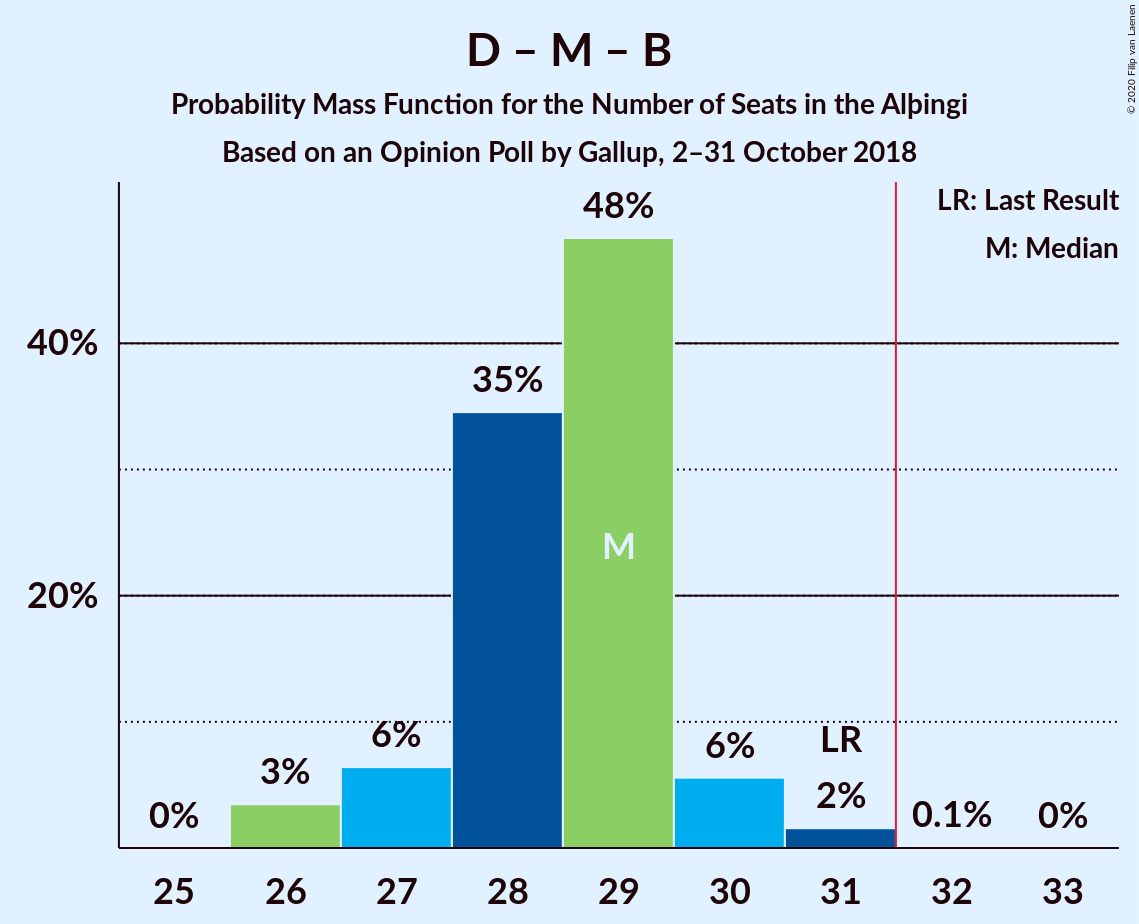 D – M – B
Probability Mass Function for the Number of Seats in the Alþingi
Based on an Opinion Poll by Gallup, 2–31 October 2018
© 2020 Filip van Laenen
LR: Last Result
M: Median
48%
40%
35%
M
20%
6%
LR
6%
3%
2%
0%
0.1%
0%
25 26 27 28 29 30 31 32 33